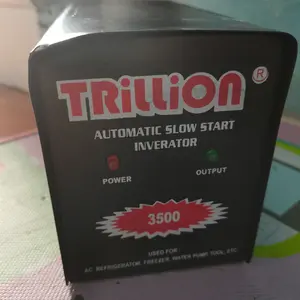 TRiLLiON ®
AUTOMATIC SLOW START
INVERATOR
POWER OUTPUT
3500
USED FOR
AC REFRIGERATOR, FREEZER, WATER PUMP TOOL, ETC.